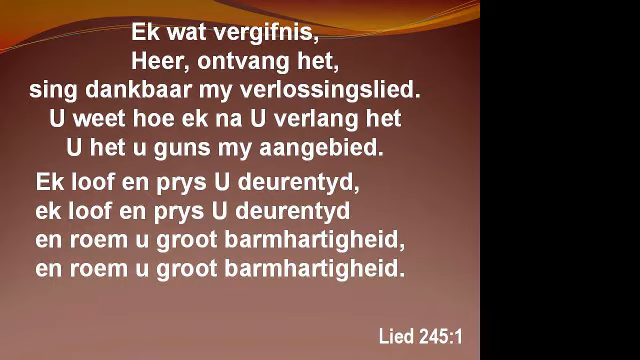 Ek wat vergifnis,
Heer, ontvang het,
sing dankbaar my verlossingslied.
U weet hoe ek na U verlang het
U het u guns my aangebied.
Ek loof en prys U deurentyd,
ek loof en prys U deurentyd
en roem u groot barmhartigheid,
en roem u groot barmhartigheid.
Lied 245:1